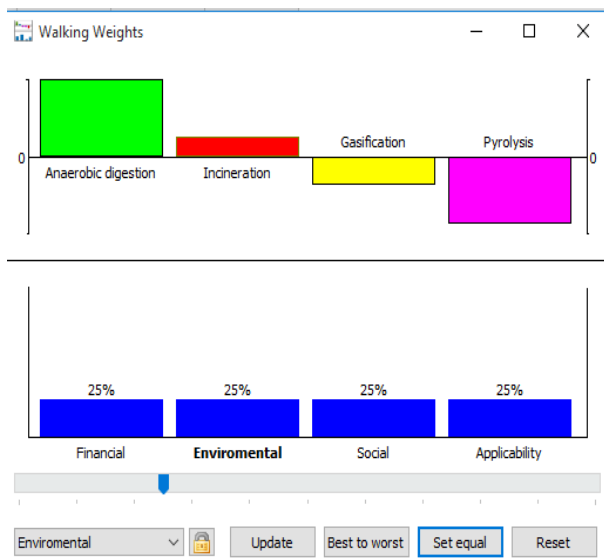 Walking Weights
Gasification Pyrolysis
0 0
Anaerobic digestion Incineration
25% 25% 25% 25%
Financial Enviromental Social Applicability
Enviromental Update Best to worst Set equal Reset